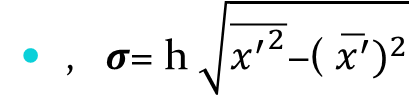 • , σ= h √(x̅′²̅–( x̅′)²